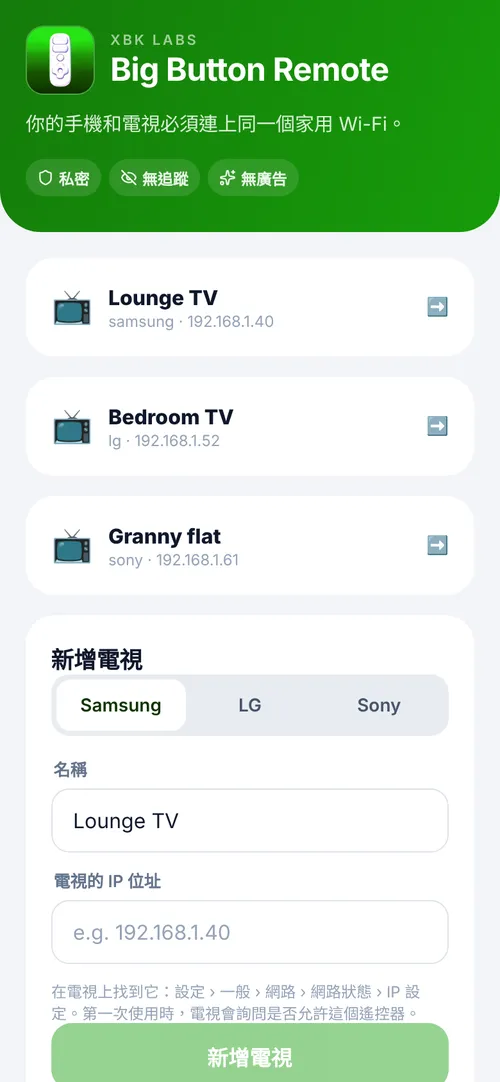 XBK LABS
Big Button Remote
你的手機和電視必須連上同一個家用 Wi-Fi。
私密
無追蹤
無廣告
Lounge TV
samsung · 192.168.1.40
Bedroom TV
lg · 192.168.1.52
Granny flat
sony · 192.168.1.61
新增電視
Samsung
LG
Sony
名稱
Lounge TV
電視的 IP 位址
e.g. 192.168.1.40
在電視上找到它：設定 › 一般 › 網路 › 網路狀態 › IP 設
定。第一次使用時，電視會詢問是否允許這個遙控器。
新增電視